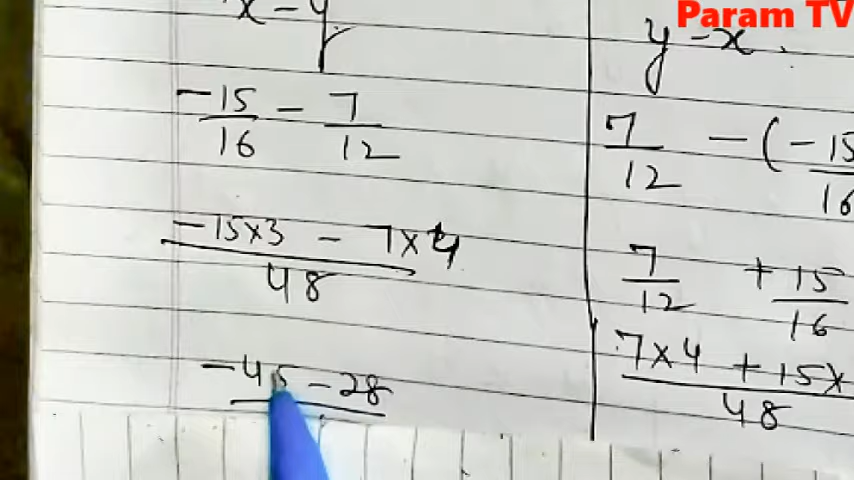 Param TV
x - y
-15/16 - 7/12
-15×3 - 7×4
48
-45 - 28
y - x.
7/12 - (-15/16
7/12 + 15/16
7×4 + 15×
48